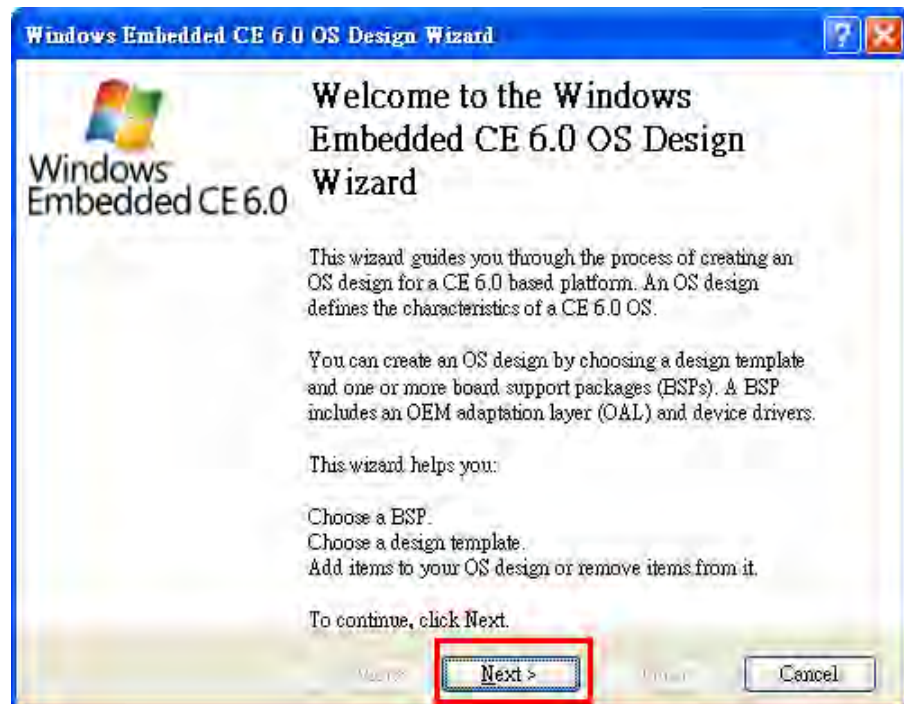 Windows Embedded CE 6.0 OS Design Wizard
Windows
Embedded CE 6.0
Welcome to the Windows
Embedded CE 6.0 OS Design
Wizard
This wizard guides you through the process of creating an
OS design for a CE 6.0 based platform. An OS design
defines the characteristics of a CE 6.0 OS.
You can create an OS design by choosing a design template
and one or more board support packages (BSPs). A BSP
includes an OEM adaptation layer (OAL) and device drivers.
This wizard helps you:
Choose a BSP.
Choose a design template.
Add items to your OS design or remove items from it.
To continue, click Next.
Next > Cancel